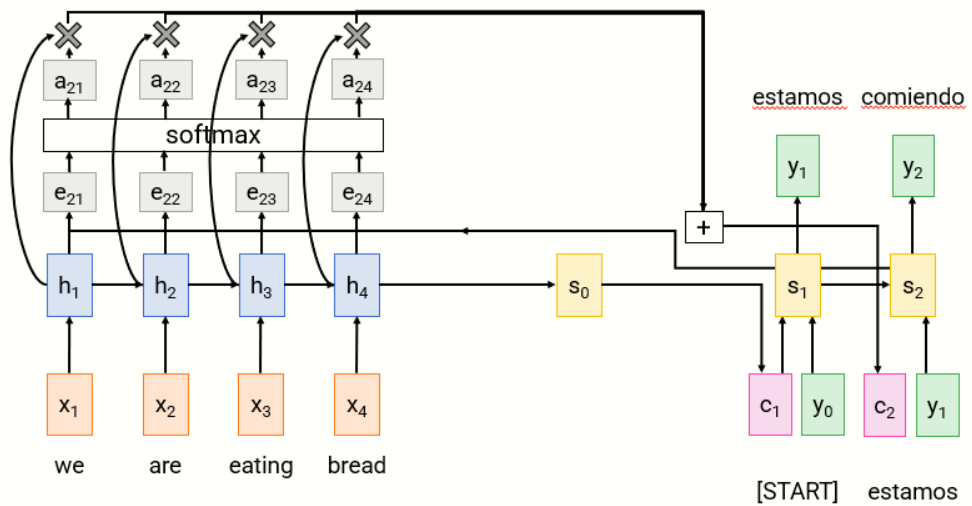 a21 a22 a23 a24
estamos comiendo
softmax
y1 y2
e21 e22 e23 e24
+
h1 h2 h3 h4 s0 s1 s2
x1 x2 x3 x4 c1 y0 c2 y1
we are eating bread
[START] estamos